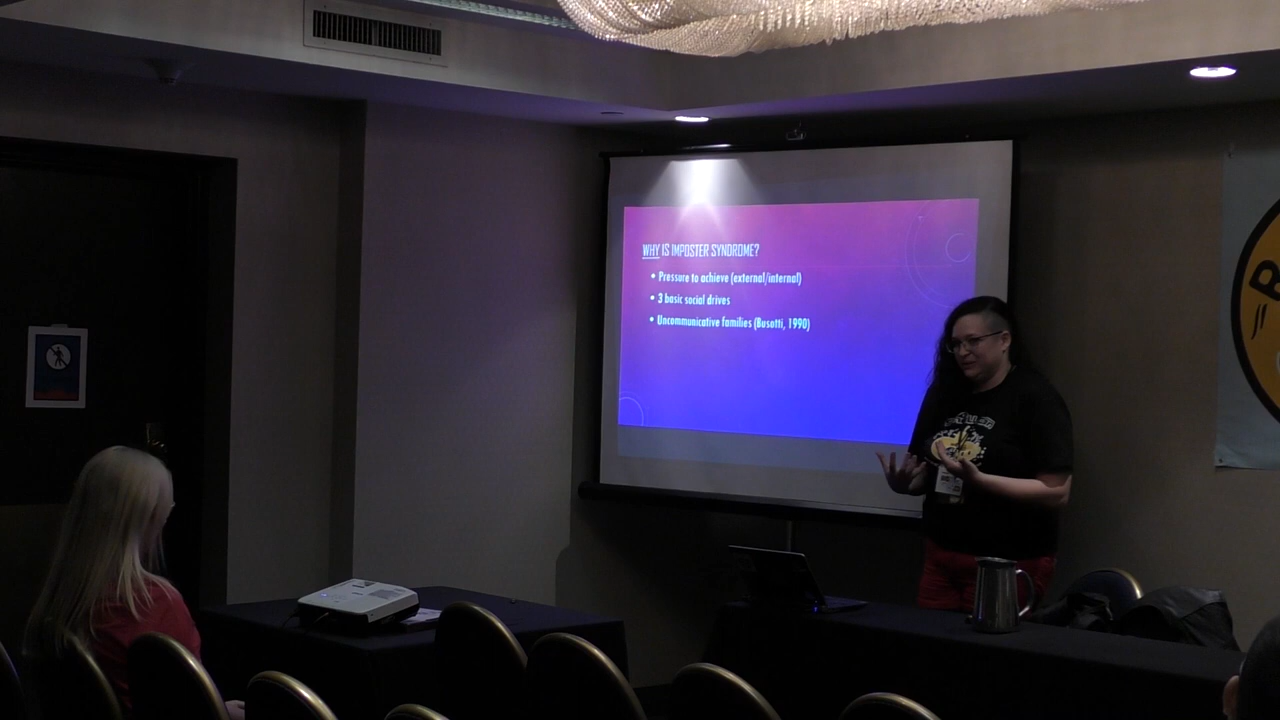 WHY IS IMPOSTER SYNDROME?
• Pressure to achieve (external/internal)
• 3 basic social drives
• Uncommunicative families (Busotti, 1990)